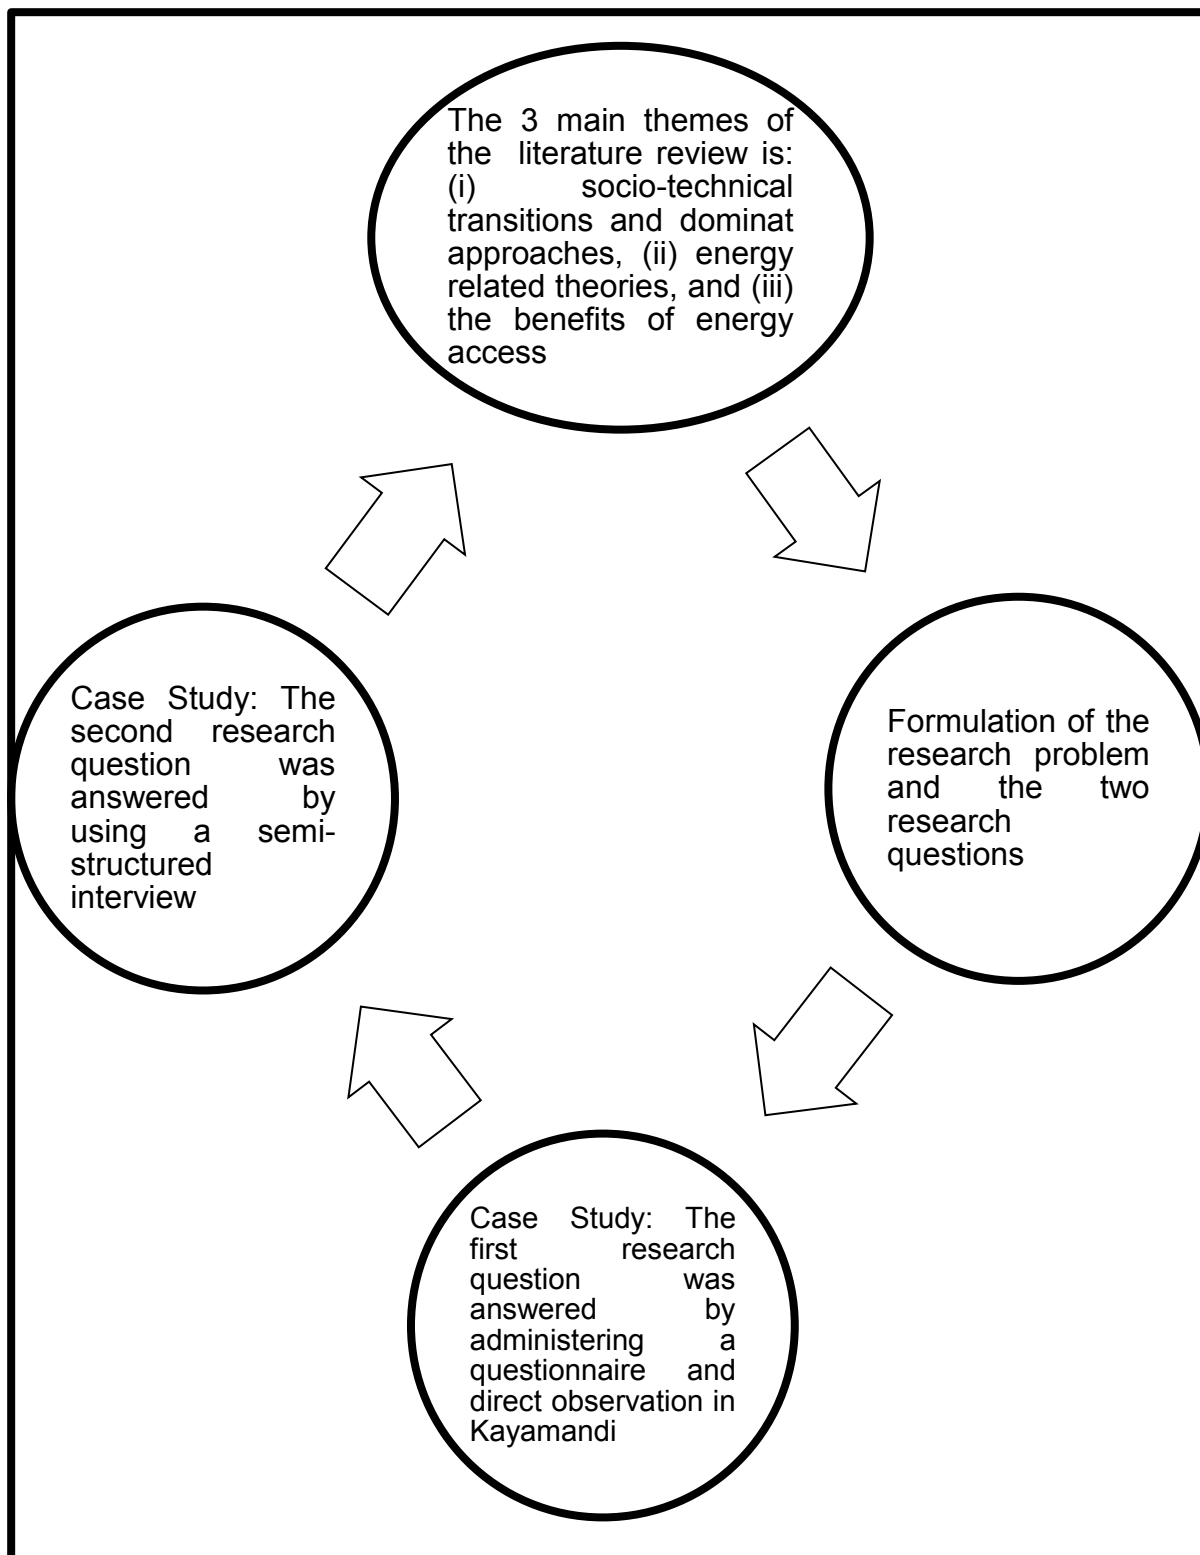 The 3 main themes of
the literature review is:
(i) socio-technical
transitions and dominat
approaches, (ii) energy
related theories, and (iii)
the benefits of energy
access
Formulation of the
research problem
and the two
research
questions
Case Study: The
first research
question was
answered by
administering a
questionnaire and
direct observation in
Kayamandi
Case Study: The
second research
question was
answered by
using a semi-
structured
interview